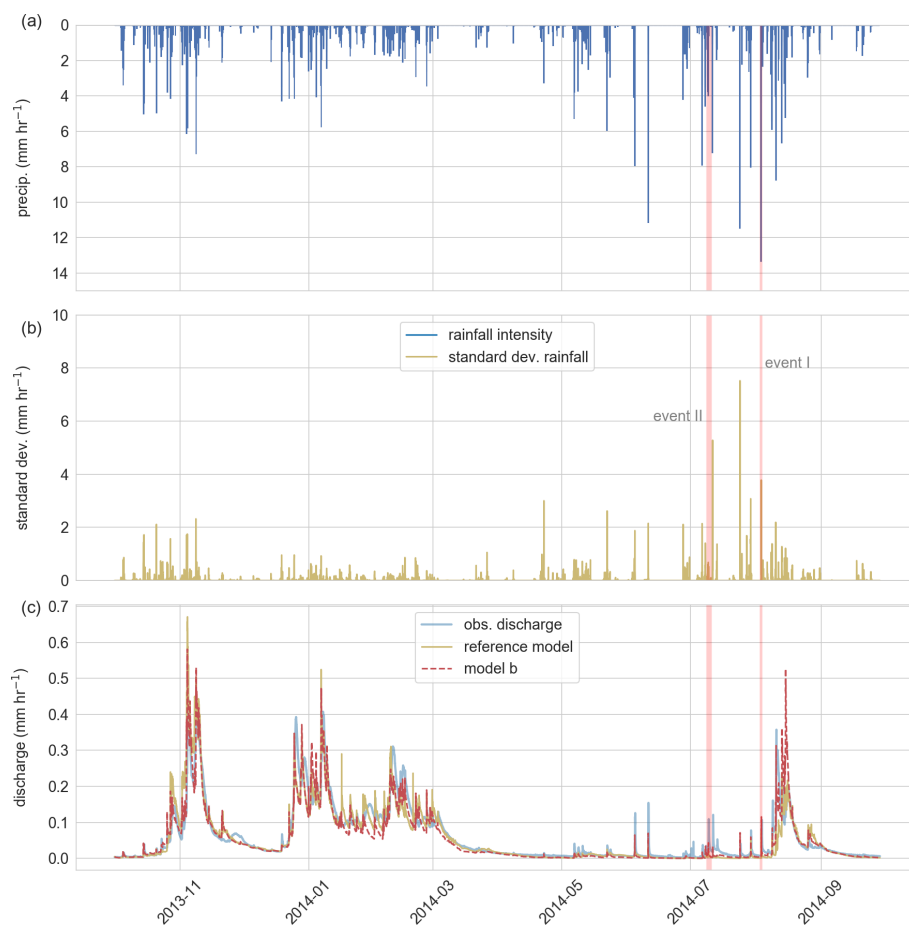 (a)
0
2
4
6
8
10
12
14
precip. (mm hr⁻¹)
(b)
10
8
6
4
2
0
standard dev. (mm hr⁻¹)
rainfall intensity
standard dev. rainfall
event I
event II
(c)
0.7
0.6
0.5
0.4
0.3
0.2
0.1
0.0
discharge (mm hr⁻¹)
obs. discharge
reference model
model b
2013-11
2014-01
2014-03
2014-05
2014-07
2014-09